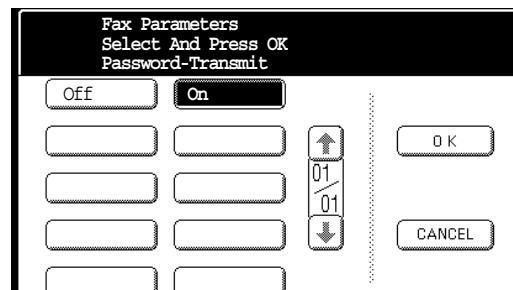 Fax Parameters
Select And Press OK
Password-Transmit
Off
On
OK
01
01
CANCEL